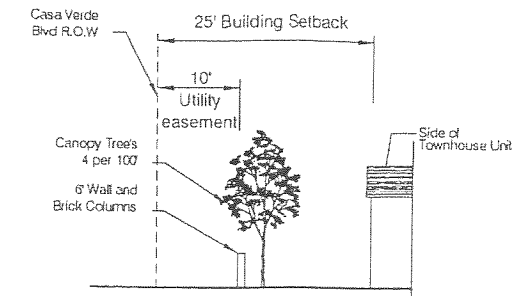 Casa Verde
Blvd R.O.W
25' Building Setback
10'
Utility
easement
Canopy Tree's
4 per 100'
6' Wall and
Brick Columns
Side of
Townhouse Unit